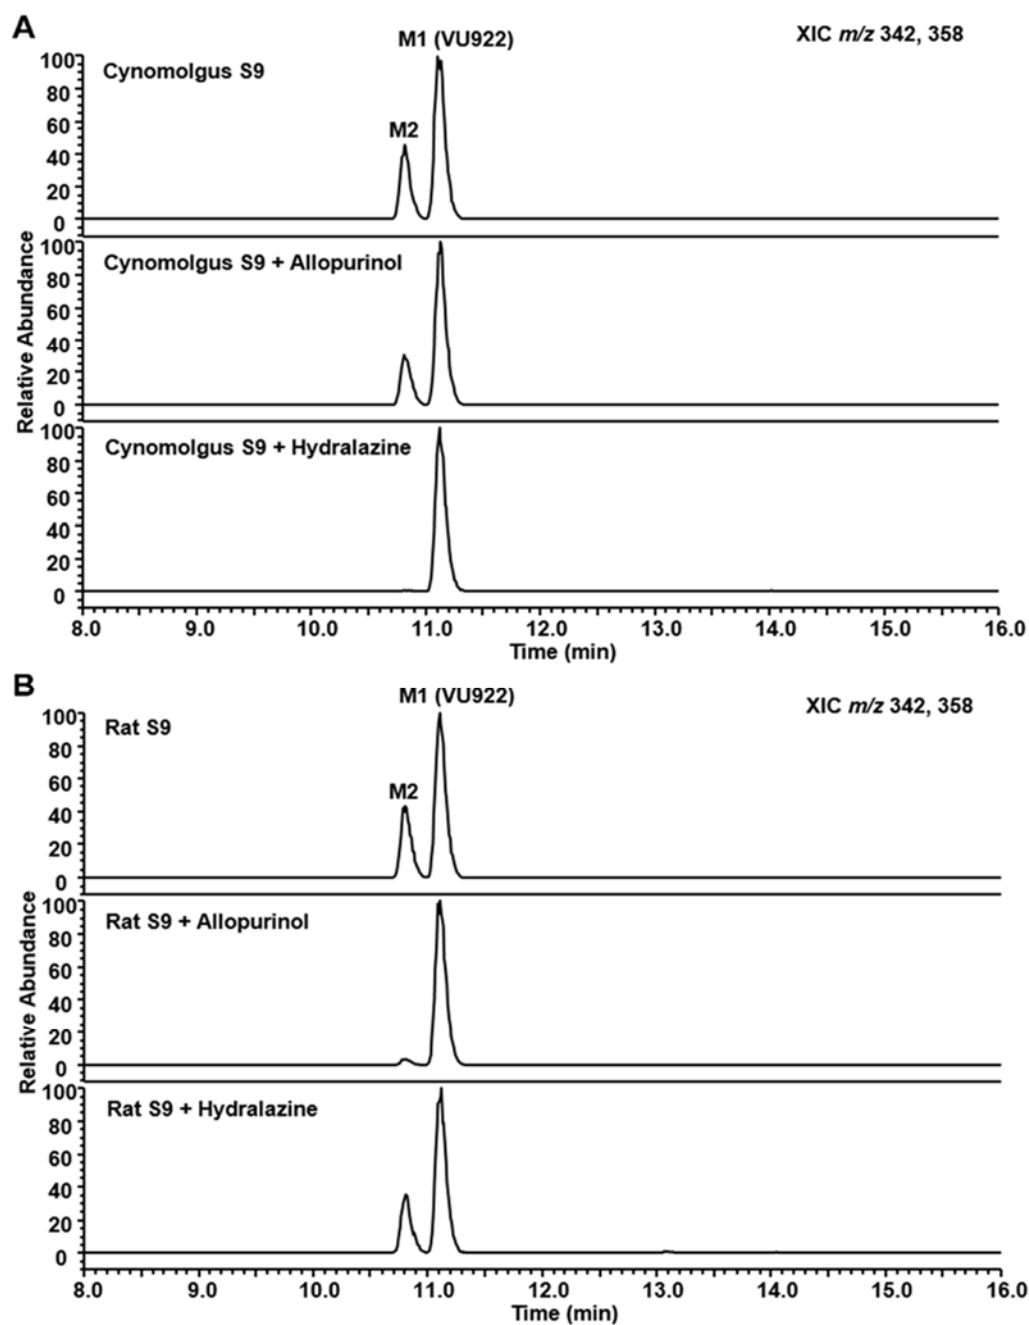 A
M1 (VU922)
XIC m/z 342, 358
Cynomolgus S9
M2
100
80
60
40
20
0
Cynomolgus S9 + Allopurinol
100
80
60
40
20
0
Relative Abundance
Cynomolgus S9 + Hydralazine
100
80
60
40
20
0
8.0 9.0 10.0 11.0 12.0 13.0 14.0 15.0 16.0
Time (min)
B
M1 (VU922)
XIC m/z 342, 358
Rat S9
M2
100
80
60
40
20
0
Rat S9 + Allopurinol
100
80
60
40
20
0
Relative Abundance
Rat S9 + Hydralazine
100
80
60
40
20
0
8.0 9.0 10.0 11.0 12.0 13.0 14.0 15.0 16.0
Time (min)